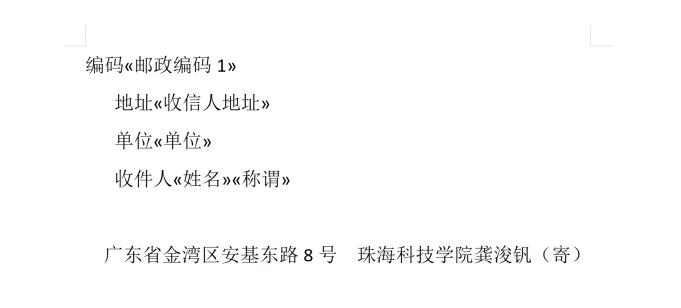 编码«邮政编码1»
地址«收信人地址»
单位«单位»
收件人«姓名»«称谓»
广东省金湾区安基东路 8 号 珠海科技学院龚浚钒（寄）